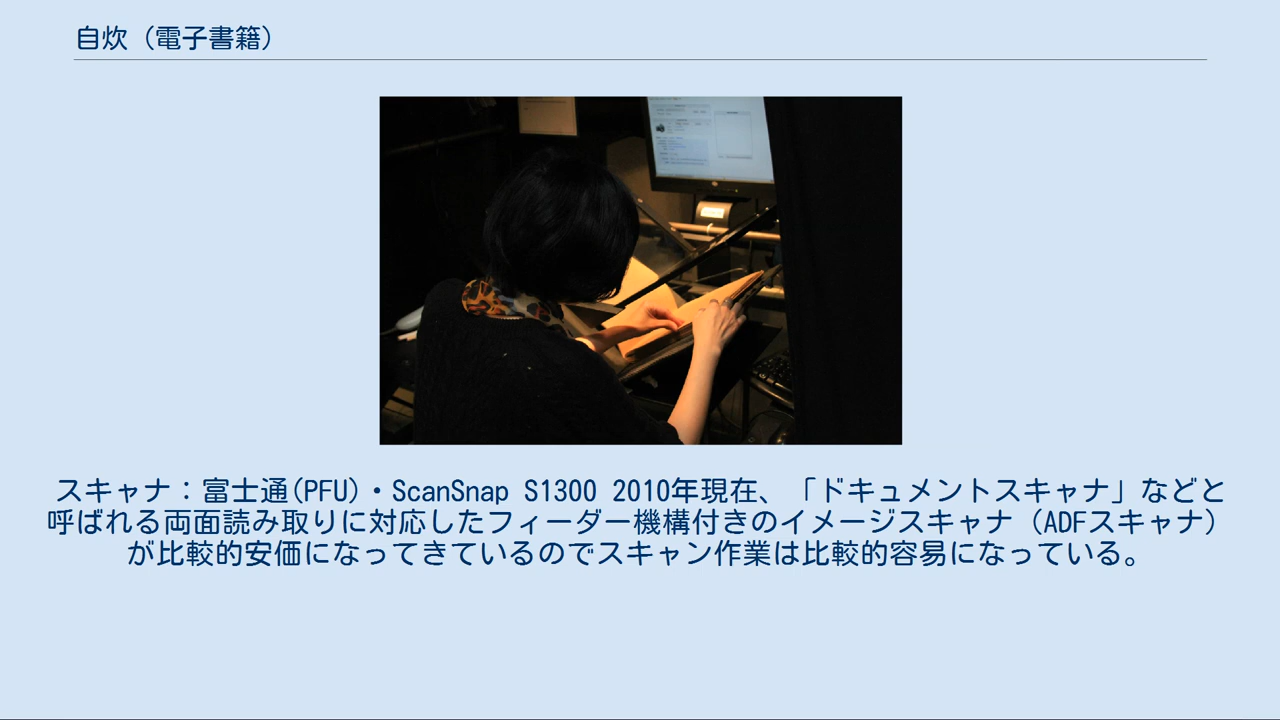 自炊（電子書籍）
スキャナ：富士通(PFU)・ScanSnap S1300 2010年現在、「ドキュメントスキャナ」などと
呼ばれる両面読み取りに対応したフィーダー機構付きのイメージスキャナ（ADFスキャナ）
が比較的安価になってきているのでスキャン作業は比較的容易になっている。